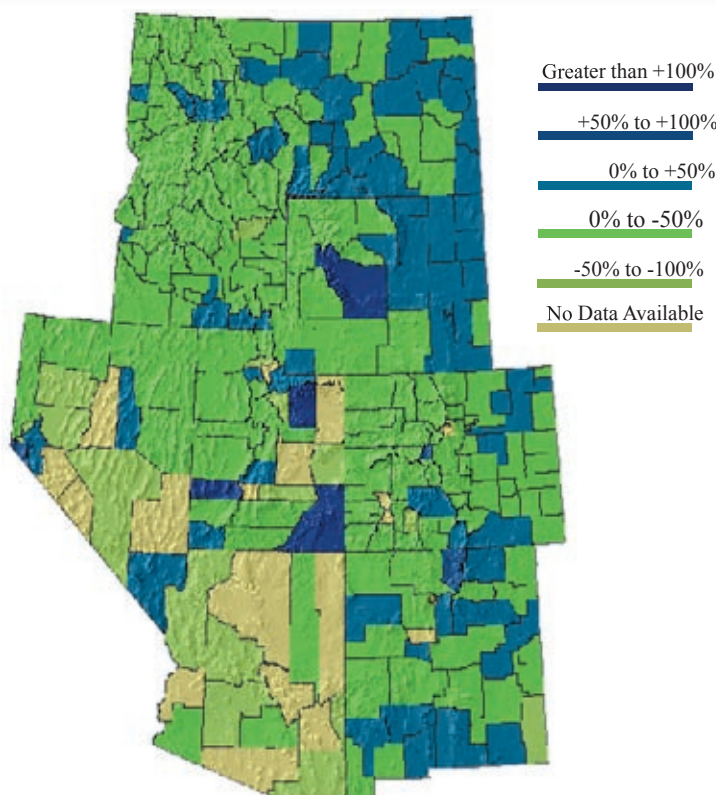 Greater than +100%
+50% to +100%
0% to +50%
0% to -50%
-50% to -100%
No Data Available